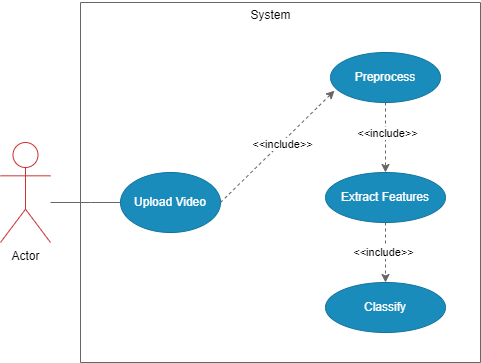 System
Preprocess
<<include>>
<<include>>
Upload Video
Extract Features
Actor
<<include>>
Classify